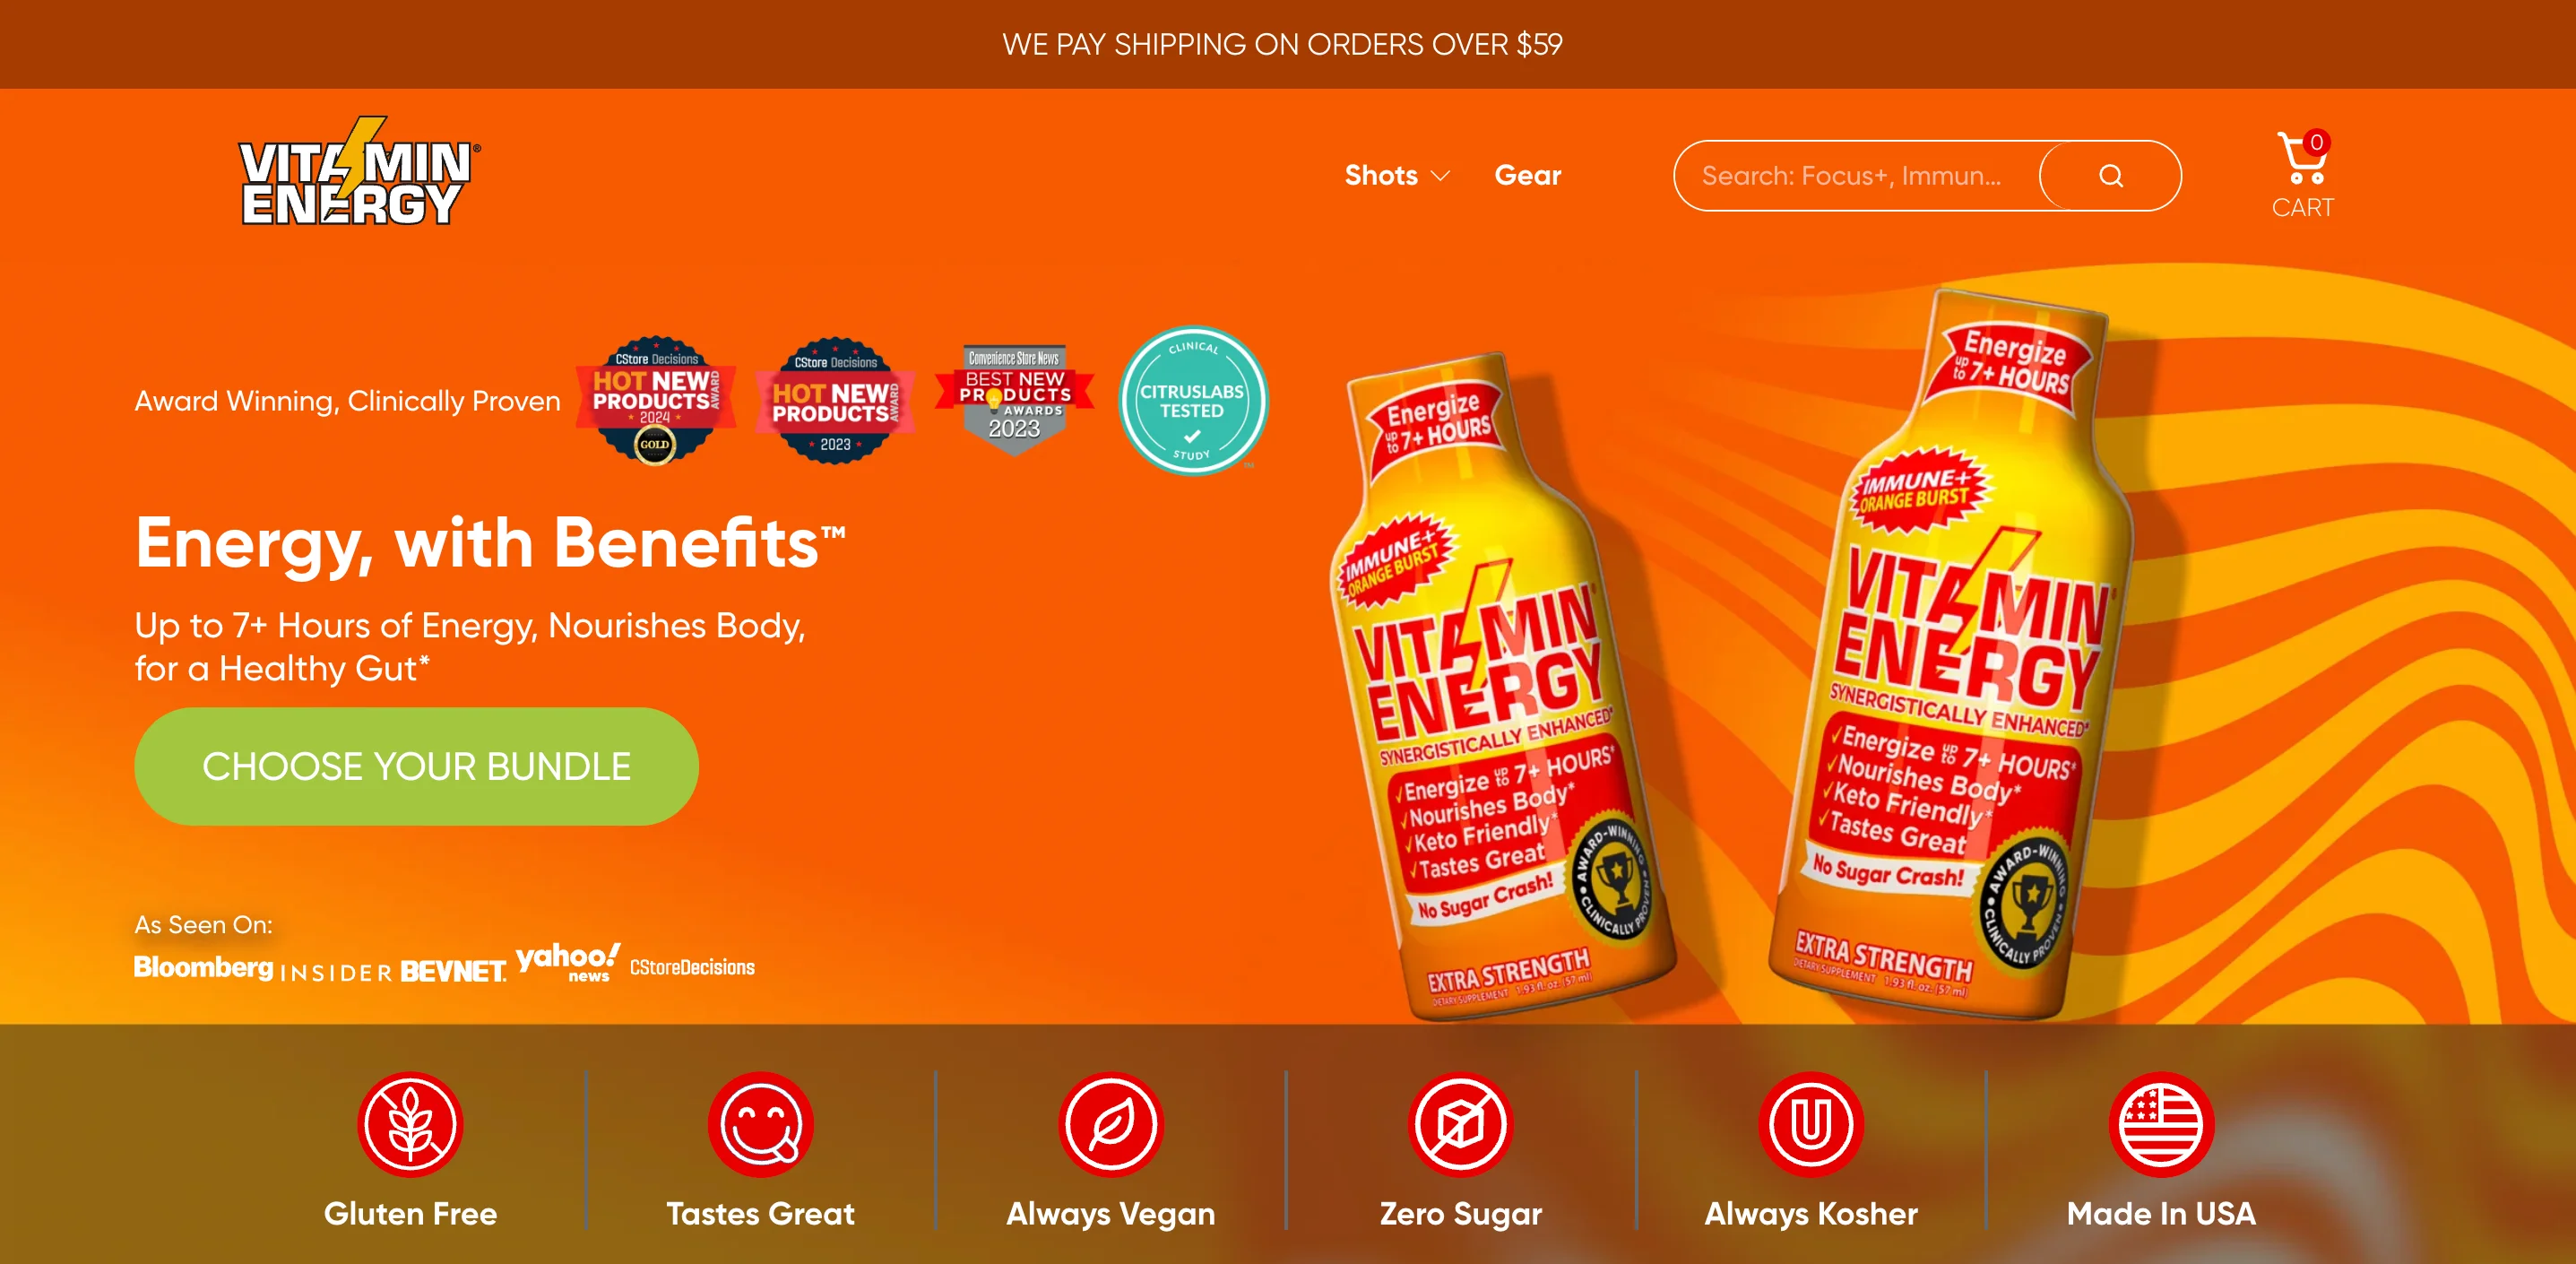 WE PAY SHIPPING ON ORDERS OVER $59
VITAMIN ENERGY®
Shots
Gear
Search: Focus+, Immun...
0
CART
Award Winning, Clinically Proven
CStore Decisions
HOT NEW
PRODUCTS
AWARD
2024
GOLD
CStore Decisions
HOT NEW
PRODUCTS
AWARD
2023
Convenience Store News
BEST NEW
PRODUCTS
AWARDS
2023
CLINICAL
CITRUSLABS
TESTED
STUDY
TM
Energy, with Benefits™
Up to 7+ Hours of Energy, Nourishes Body,
for a Healthy Gut*
CHOOSE YOUR BUNDLE
As Seen On:
Bloomberg INSIDER BEVNET. yahoo! news CStoreDecisions
Energize
up to 7+ HOURS
IMMUNE+
ORANGE BURST
VITAMIN
ENERGY
SYNERGISTICALLY ENHANCED*
✓Energize up to 7+ HOURS*
✓Nourishes Body*
✓Keto Friendly*
✓Tastes Great
No Sugar Crash!
AWARD-WINNING
CLINICALLY PROVEN
EXTRA STRENGTH
DIETARY SUPPLEMENT 1.93 fl. oz. (57 ml)
Energize
up to 7+ HOURS
IMMUNE+
ORANGE BURST
VITAMIN
ENERGY
SYNERGISTICALLY ENHANCED*
✓Energize up to 7+ HOURS*
✓Nourishes Body*
✓Keto Friendly*
✓Tastes Great
No Sugar Crash!
AWARD-WINNING
CLINICALLY PROVEN
EXTRA STRENGTH
DIETARY SUPPLEMENT 1.93 fl. oz. (57 ml)
Gluten Free
Tastes Great
Always Vegan
Zero Sugar
U
Always Kosher
Made In USA